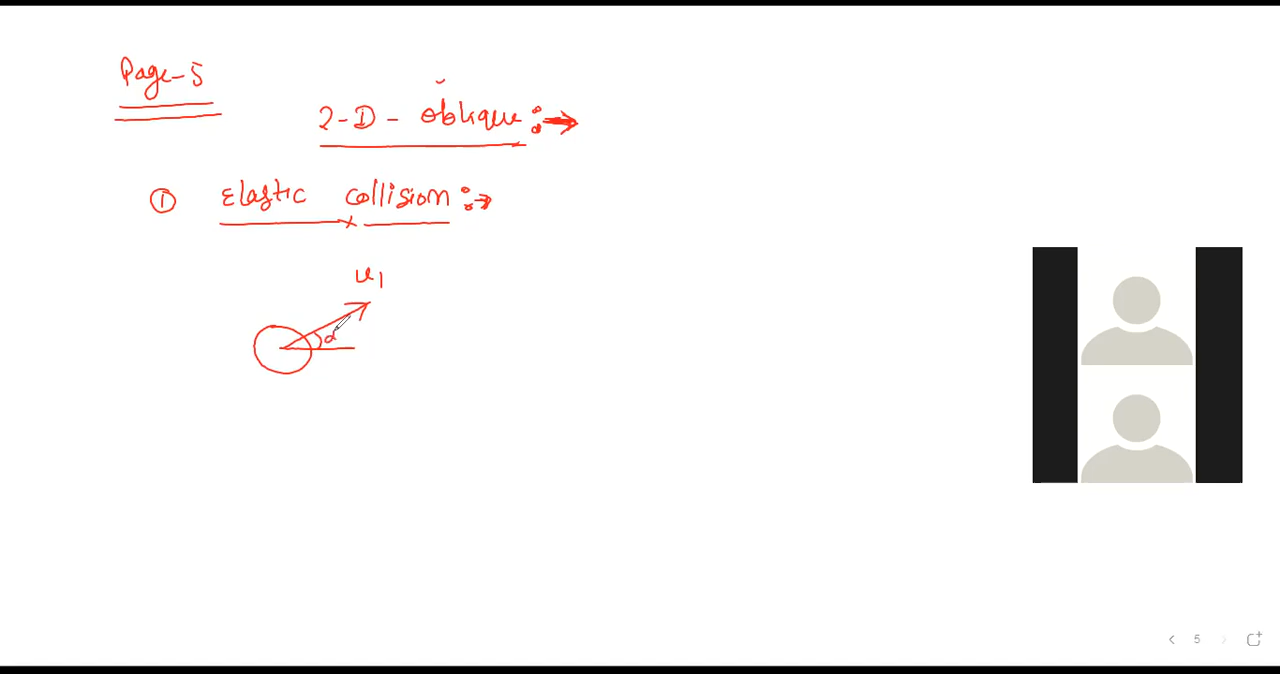 Page-5
2-D- oblique :→
① Elastic collision :→
u1
α
5